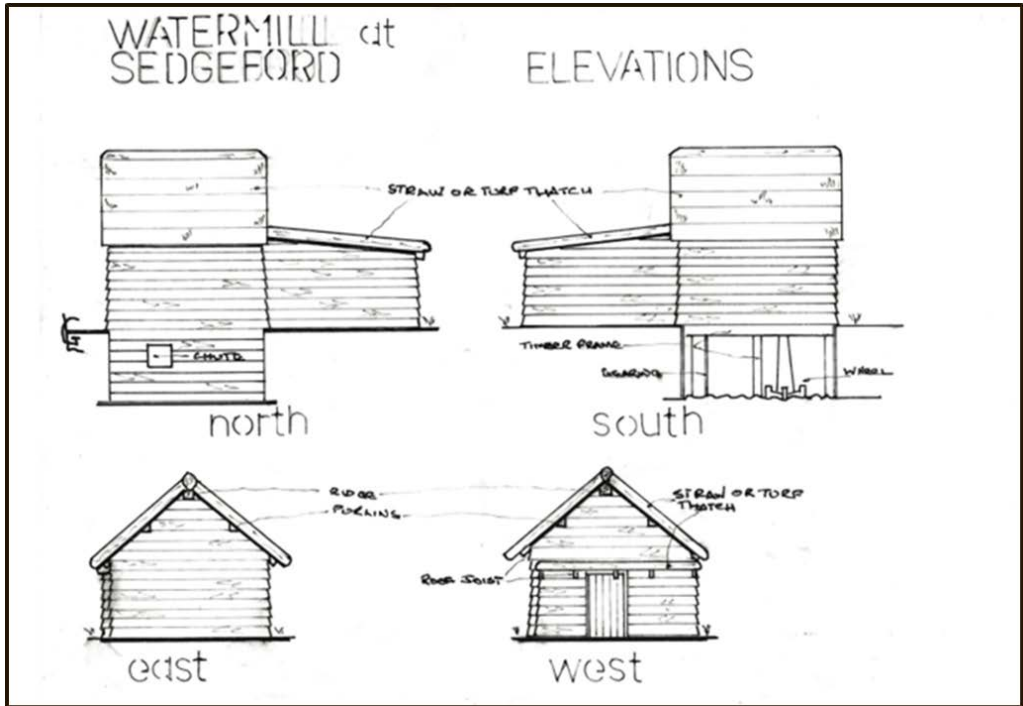 WATERMILL at
SEDGEFORD
ELEVATIONS
STRAW OR TURF THATCH
CHUTE
TIMBER FRAME
GEARING
WHEEL
north
south
RIDGE
PURLINS
STRAW OR TURF
THATCH
ROOF JOIST
east
west